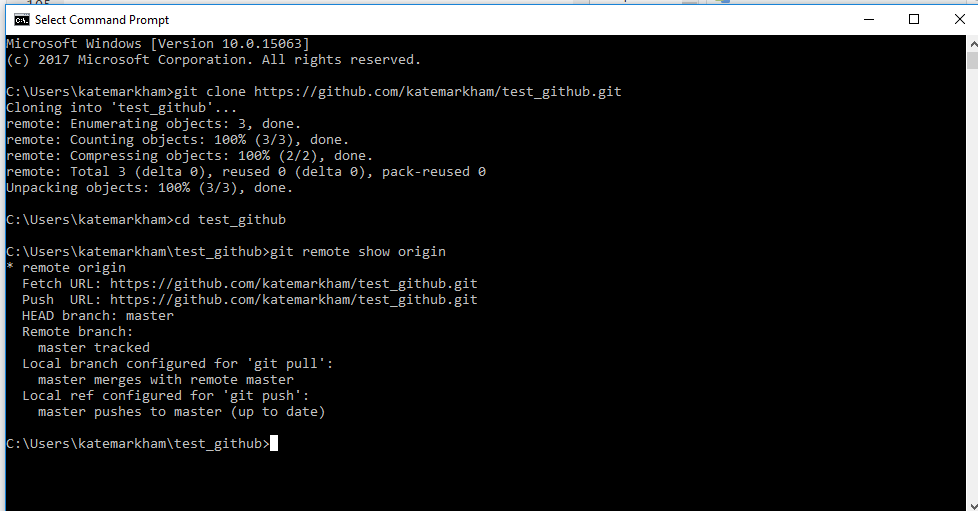 Select Command Prompt
Microsoft Windows [Version 10.0.15063]
(c) 2017 Microsoft Corporation. All rights reserved.
C:\Users\katemarkham>git clone https://github.com/katemarkham/test_github.git
Cloning into 'test_github'...
remote: Enumerating objects: 3, done.
remote: Counting objects: 100% (3/3), done.
remote: Compressing objects: 100% (2/2), done.
remote: Total 3 (delta 0), reused 0 (delta 0), pack-reused 0
Unpacking objects: 100% (3/3), done.
C:\Users\katemarkham>cd test_github
C:\Users\katemarkham\test_github>git remote show origin
* remote origin
  Fetch URL: https://github.com/katemarkham/test_github.git
  Push  URL: https://github.com/katemarkham/test_github.git
  HEAD branch: master
  Remote branch:
    master tracked
  Local branch configured for 'git pull':
    master merges with remote master
  Local ref configured for 'git push':
    master pushes to master (up to date)
C:\Users\katemarkham\test_github>